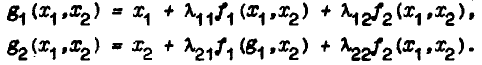 g₁(x₁,x₂) = x₁ + λ₁₁f₁(x₁,x₂) + λ₁₂f₂(x₁,x₂),
g₂(x₁,x₂) = x₂ + λ₂₁f₁(g₁,x₂) + λ₂₂f₂(x₁,x₂).